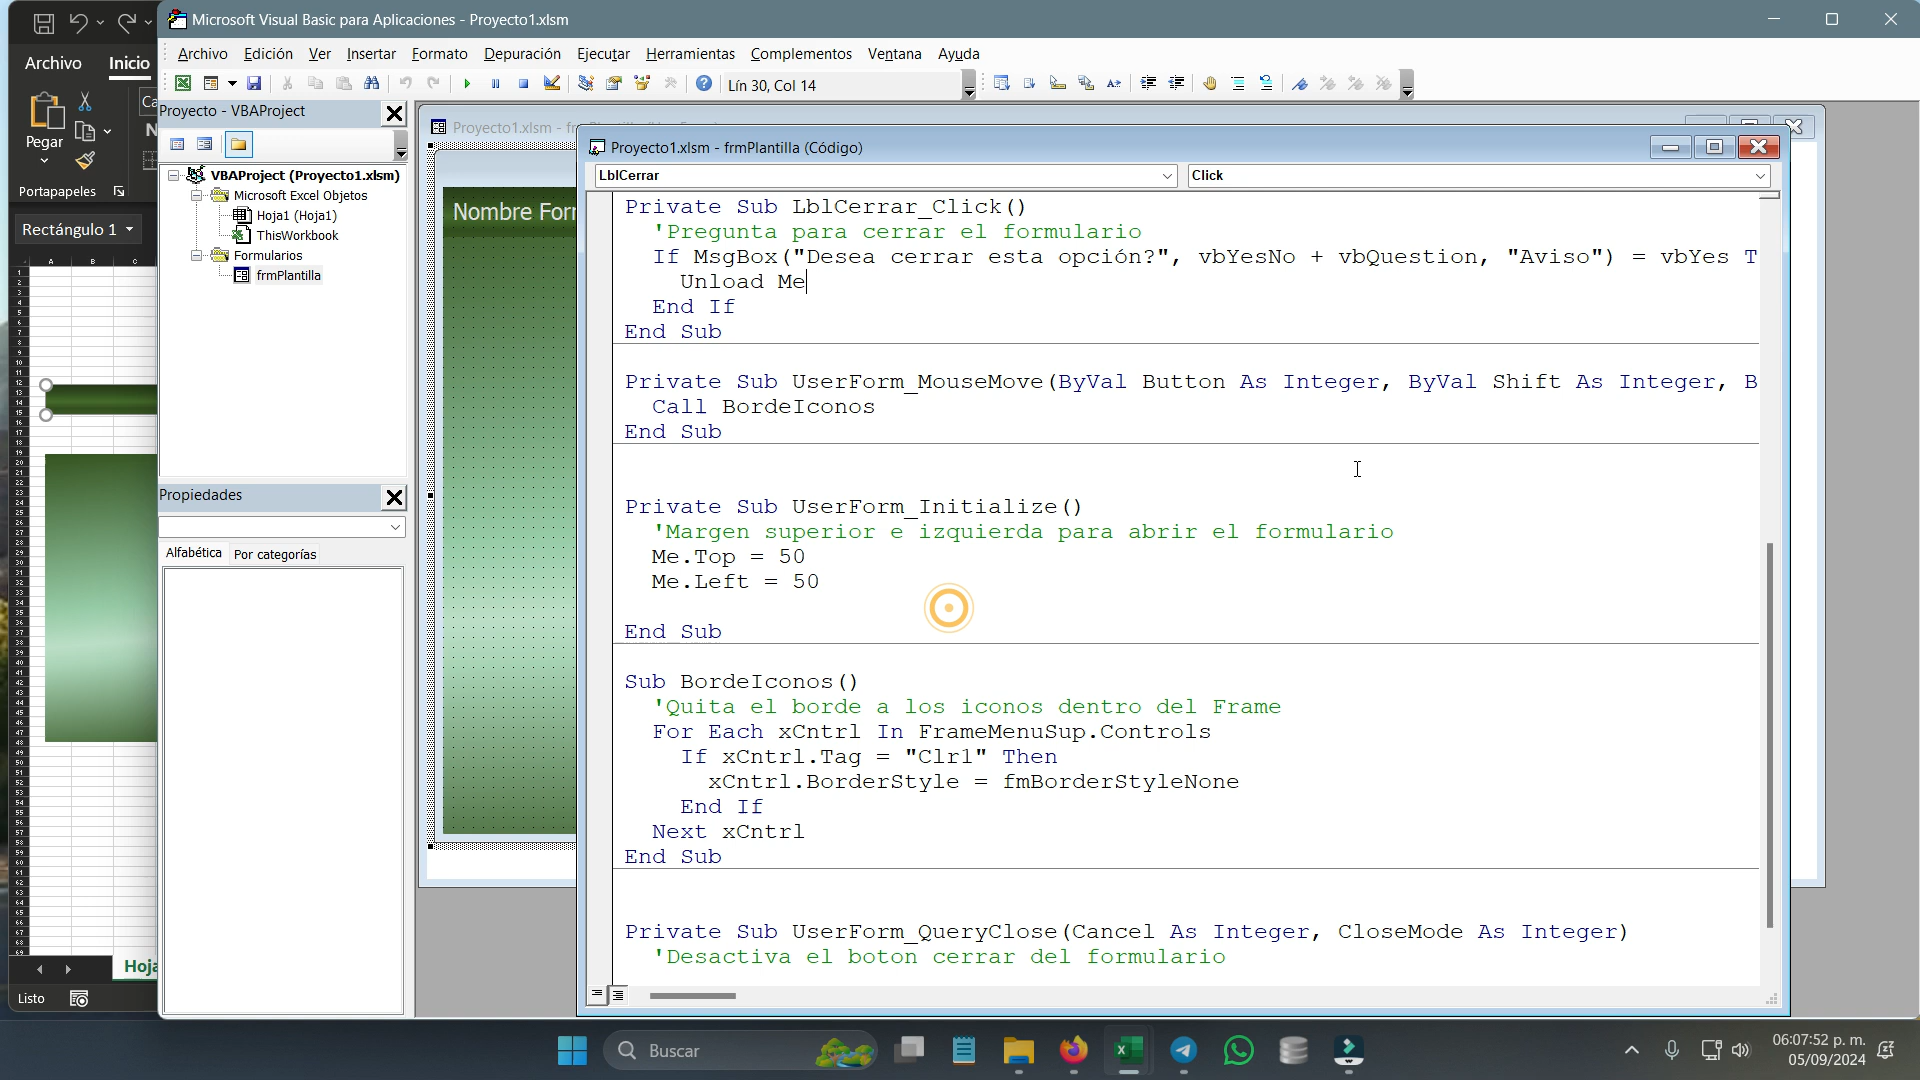 Microsoft Visual Basic para Aplicaciones - Proyecto1.xlsm
Archivo Edición Ver Insertar Formato Depuración Ejecutar Herramientas Complementos Ventana Ayuda
Lín 30, Col 14
Archivo Inicio
Pegar
Portapapeles
Rectángulo 1
Listo
Proyecto - VBAProject
VBAProject (Proyecto1.xlsm)
Microsoft Excel Objetos
Hoja1 (Hoja1)
ThisWorkbook
Formularios
frmPlantilla
Propiedades
Alfabética Por categorías
Proyecto1.xlsm -
Proyecto1.xlsm - frmPlantilla (Código)
LblCerrar Click
Private Sub LblCerrar_Click()
'Pregunta para cerrar el formulario
If MsgBox("Desea cerrar esta opción?", vbYesNo + vbQuestion, "Aviso") = vbYes T
Unload Me
End If
End Sub
Private Sub UserForm_MouseMove(ByVal Button As Integer, ByVal Shift As Integer, B
Call BordeIconos
End Sub
Private Sub UserForm_Initialize()
'Margen superior e izquierda para abrir el formulario
Me.Top = 50
Me.Left = 50
End Sub
Sub BordeIconos()
'Quita el borde a los iconos dentro del Frame
For Each xCntrl In FrameMenuSup.Controls
If xCntrl.Tag = "Clr1" Then
xCntrl.BorderStyle = fmBorderStyleNone
End If
Next xCntrl
End Sub
Private Sub UserForm_QueryClose(Cancel As Integer, CloseMode As Integer)
'Desactiva el boton cerrar del formulario
Nombre For
Hoja
Buscar
06:07:52 p. m.
05/09/2024